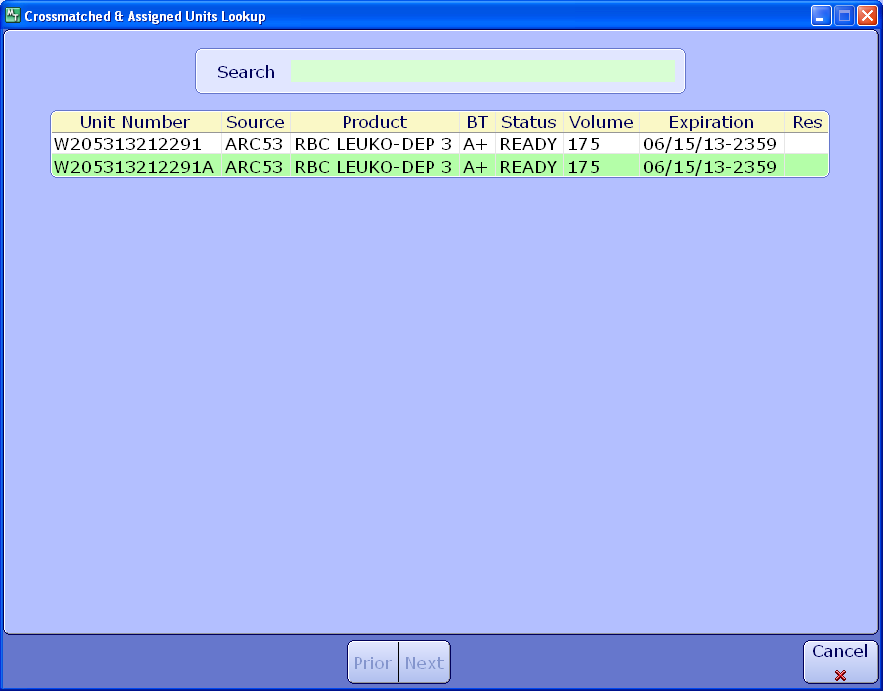 Crossmatched & Assigned Units Lookup
Search
Unit Number Source Product BT Status Volume Expiration Res
W205313212291 ARC53 RBC LEUKO-DEP 3 A+ READY 175 06/15/13-2359
W205313212291A ARC53 RBC LEUKO-DEP 3 A+ READY 175 06/15/13-2359
Prior Next
Cancel